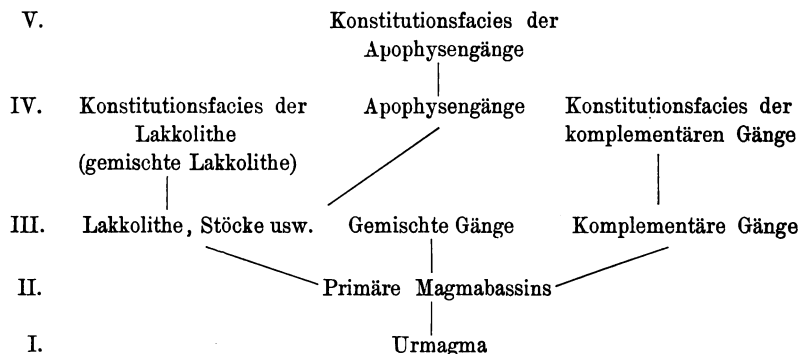 V. Konstitutionsfacies der
Apophysengänge
IV. Konstitutionsfacies der Apophysengänge Konstitutionsfacies der
Lakkolithe komplementären Gänge
(gemischte Lakkolithe)
III. Lakkolithe, Stöcke usw. Gemischte Gänge Komplementäre Gänge
II. Primäre Magmabassins
I. Urmagma